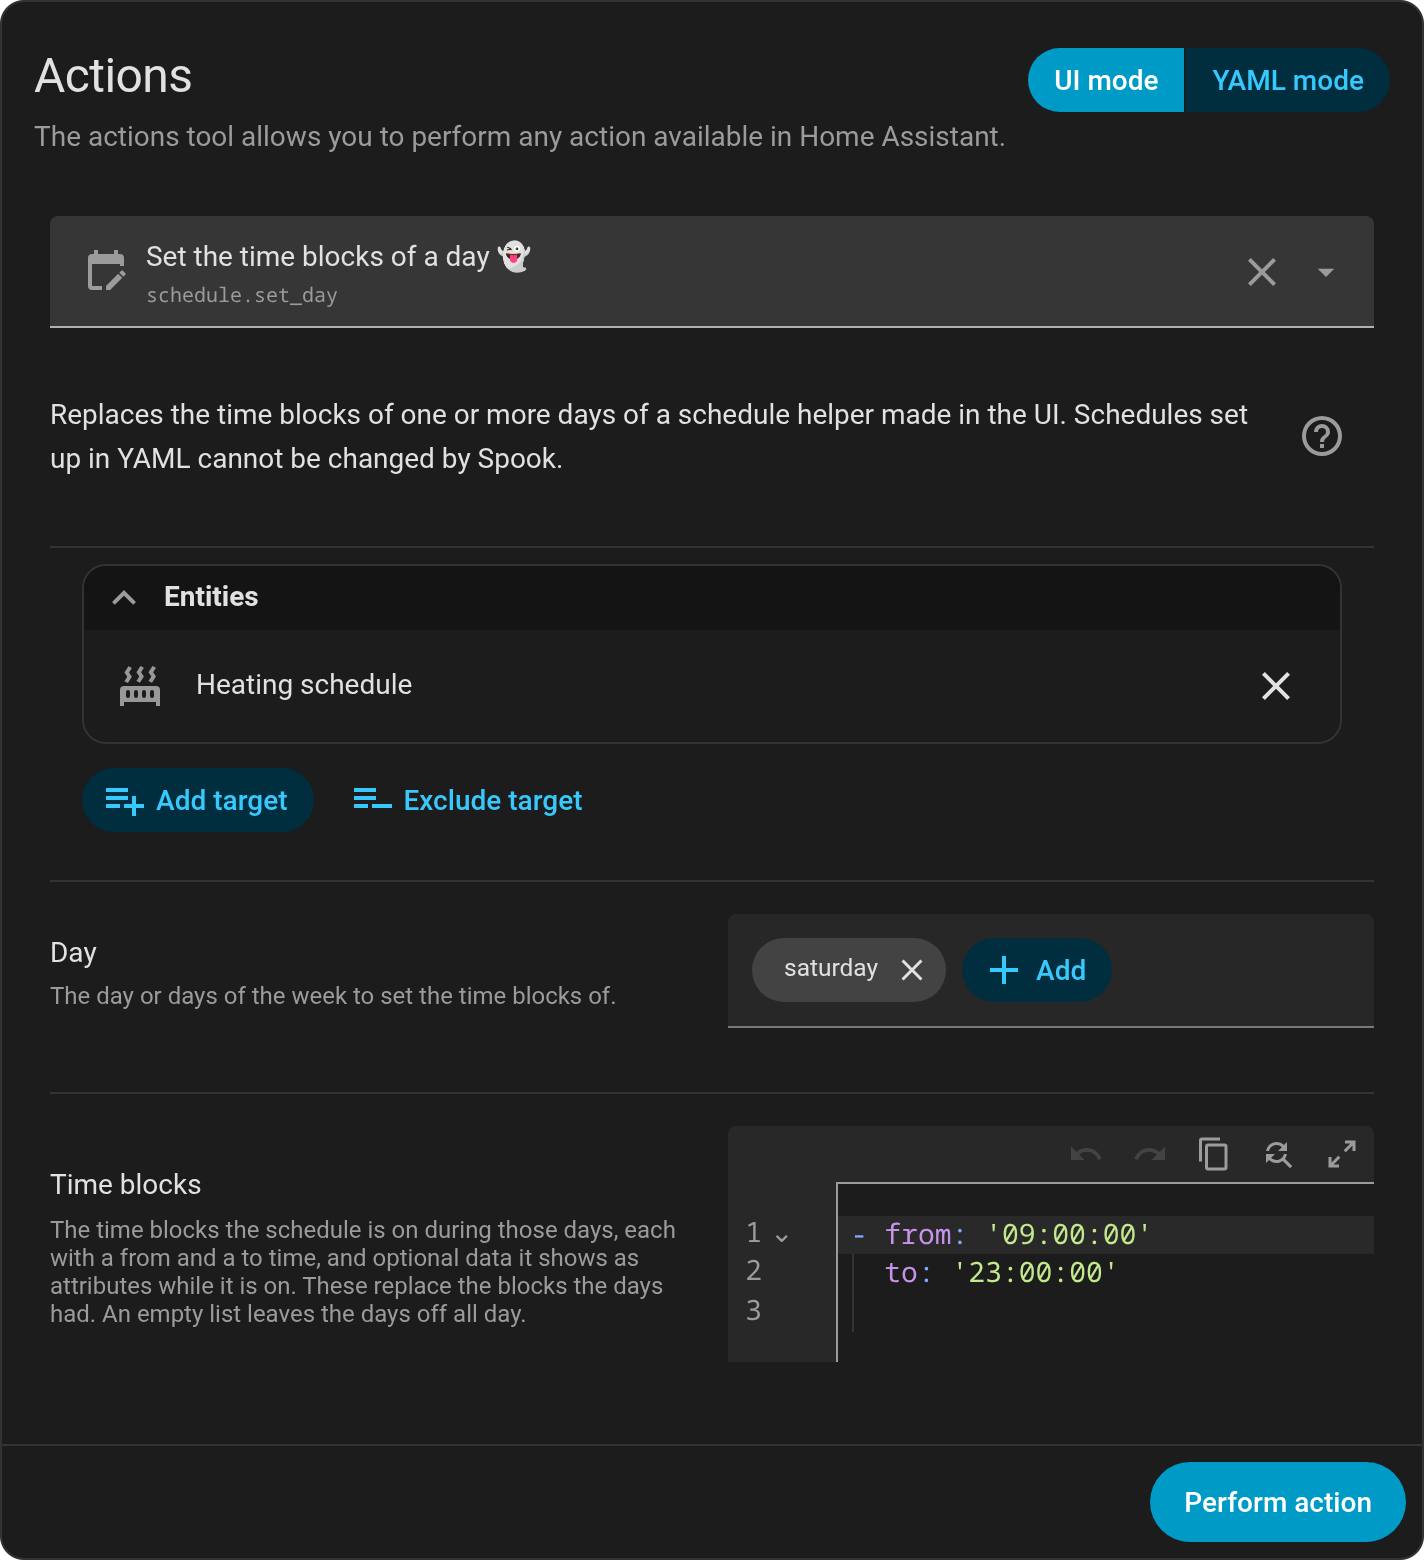 Actions
UI mode
YAML mode
The actions tool allows you to perform any action available in Home Assistant.
Set the time blocks of a day 👻
schedule.set_day
Replaces the time blocks of one or more days of a schedule helper made in the UI. Schedules set
up in YAML cannot be changed by Spook.
Entities
Heating schedule
Add target
Exclude target
Day
The day or days of the week to set the time blocks of.
saturday
Add
Time blocks
The time blocks the schedule is on during those days, each
with a from and a to time, and optional data it shows as
attributes while it is on. These replace the blocks the days
had. An empty list leaves the days off all day.
1 - from: '09:00:00'
2 to: '23:00:00'
3
Perform action